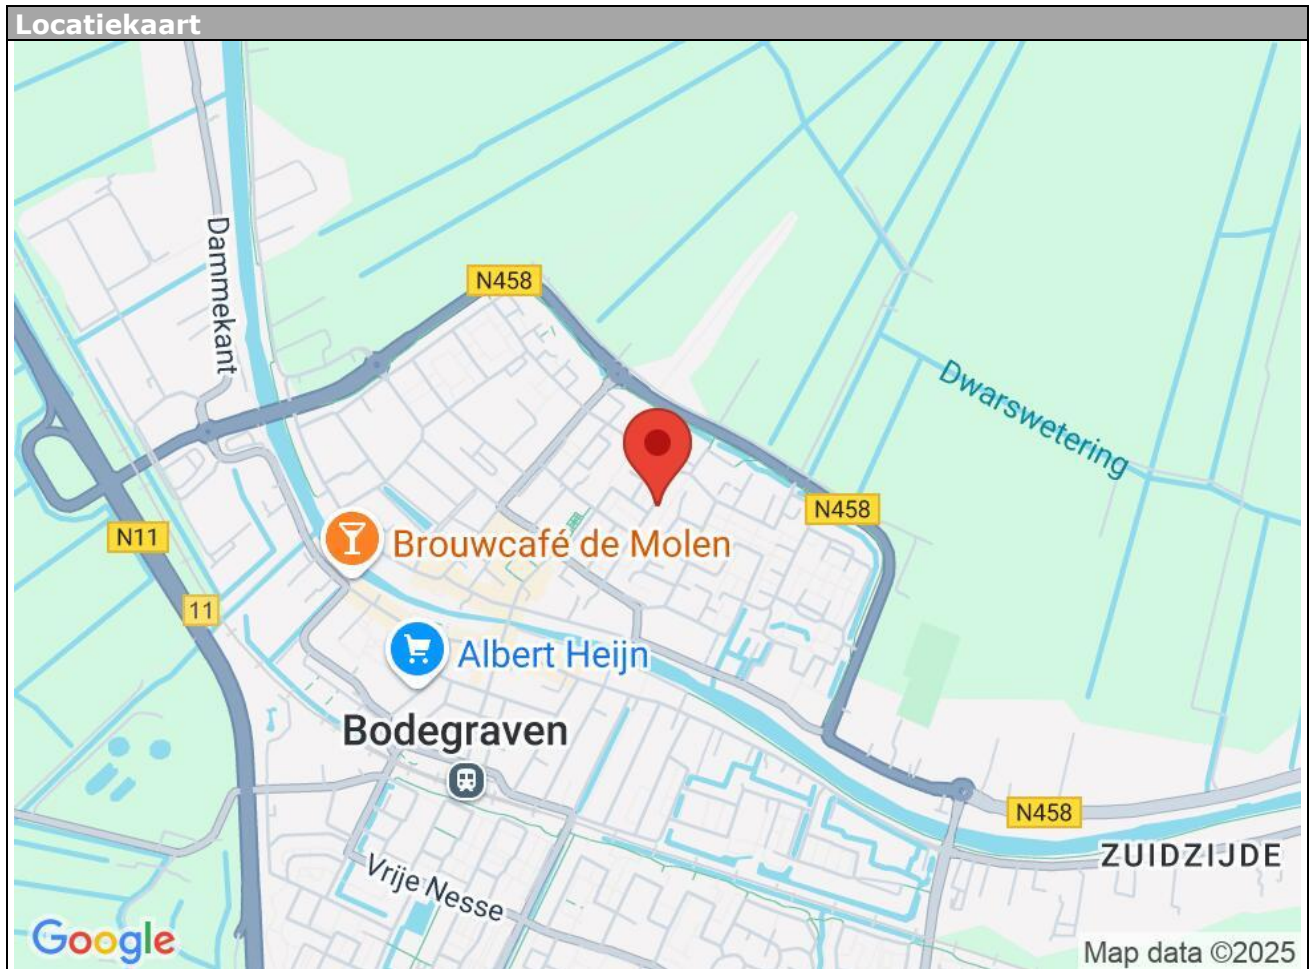 Locatiekaart
Dammekant
N458
Dwarswetering
N458
N11
Brouwcafé de Molen
11
Albert Heijn
Bodegraven
N458
ZUIDZIJDE
Vrije Nesse
Google
Map data ©2025